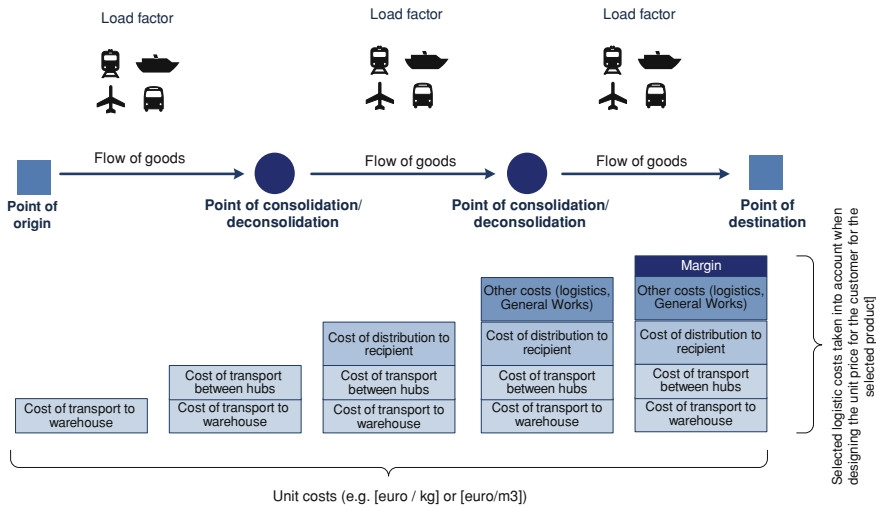 Load factor
Load factor
Load factor
Flow of goods
Flow of goods
Flow of goods
Point of
origin
Point of consolidation/
deconsolidation
Point of consolidation/
deconsolidation
Point of
destination
Cost of transport to
warehouse
Cost of transport
between hubs
Cost of transport to
warehouse
Cost of distribution to
recipient
Cost of transport
between hubs
Cost of transport to
warehouse
Other costs (logistics,
General Works)
Cost of distribution to
recipient
Cost of transport
between hubs
Cost of transport to
warehouse
Margin
Other costs (logistics,
General Works)
Cost of distribution to
recipient
Cost of transport
between hubs
Cost of transport to
warehouse
Selected logistic costs taken into account when
designing the unit price for the customer for the
selected product]
Unit costs (e.g. [euro / kg] or [euro/m3])